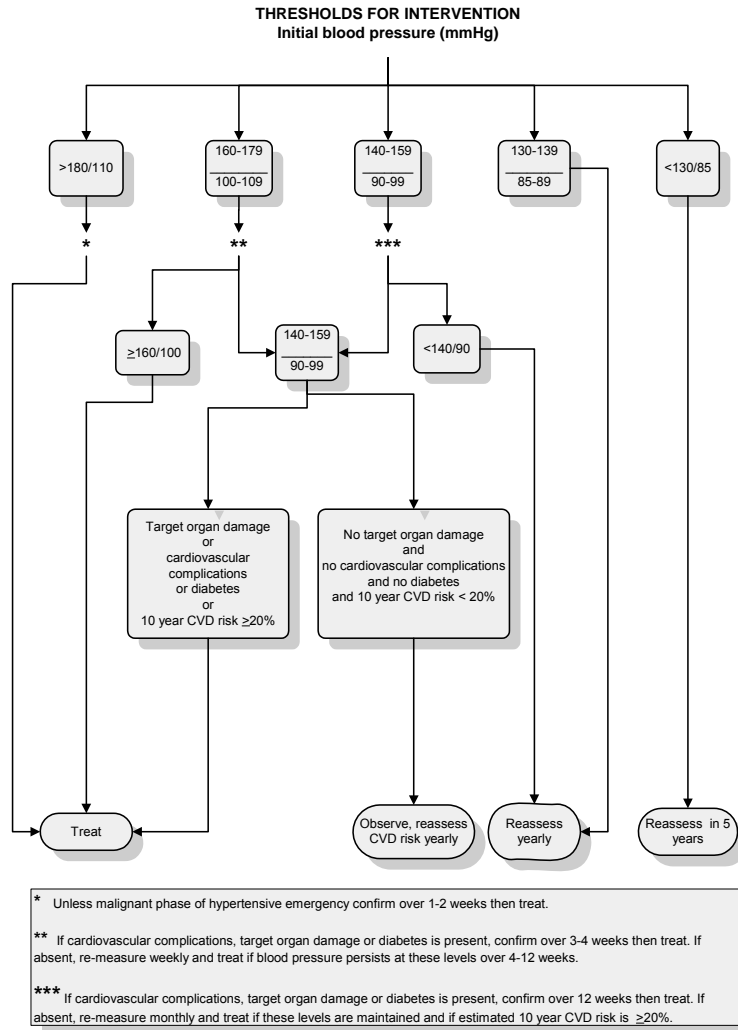 THRESHOLDS FOR INTERVENTION
Initial blood pressure (mmHg)
>180/110
160-179
100-109
140-159
90-99
130-139
85-89
<130/85
*
**
***
≥160/100
140-159
90-99
<140/90
Target organ damage
or
cardiovascular
complications
or diabetes
or
10 year CVD risk ≥20%
No target organ damage
and
no cardiovascular complications
and no diabetes
and 10 year CVD risk < 20%
Treat
Observe, reassess
CVD risk yearly
Reassess
yearly
Reassess in 5
years
* Unless malignant phase of hypertensive emergency confirm over 1-2 weeks then treat.
** If cardiovascular complications, target organ damage or diabetes is present, confirm over 3-4 weeks then treat. If
absent, re-measure weekly and treat if blood pressure persists at these levels over 4-12 weeks.
*** If cardiovascular complications, target organ damage or diabetes is present, confirm over 12 weeks then treat. If
absent, re-measure monthly and treat if these levels are maintained and if estimated 10 year CVD risk is ≥20%.